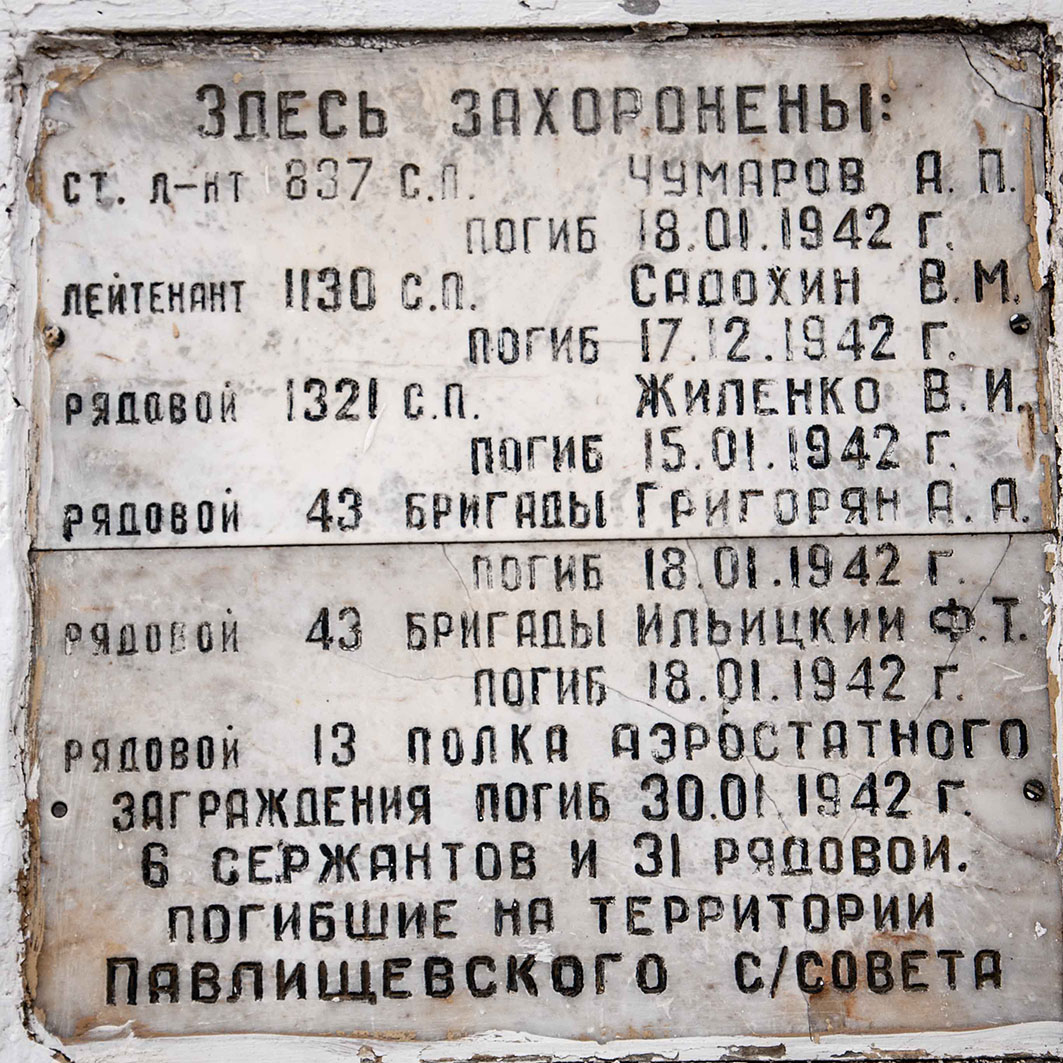 ЗДЕСЬ ЗАХОРОНЕНЫ:
СТ. Л-НТ 837 С.П. ЧУМАРОВ А. П.
ПОГИБ 18.01.1942 Г.
ЛЕЙТЕНАНТ 1130 С.П. САДОХИН В. М.
ПОГИБ 17.12.1942 Г.
РЯДОВОЙ 1321 С.П. ЖИЛЕНКО В. И.
ПОГИБ 15.01.1942 Г.
РЯДОВОЙ 43 БРИГАДЫ ГРИГОРЯН А. А.
ПОГИБ 18.01.1942 Г.
РЯДОВОЙ 43 БРИГАДЫ ИЛЬИЦКИИ Ф.Т.
ПОГИБ 18.01.1942 Г.
РЯДОВОЙ 13 ПОЛКА АЭРОСТАТНОГО
ЗАГРАЖДЕНИЯ ПОГИБ 30.01 1942 Г.
6 СЕРЖАНТОВ И 31 РЯДОВОЙ.
ПОГИБШИЕ НА ТЕРРИТОРИИ
ПАВЛИЩЕВСКОГО С/СОВЕТА